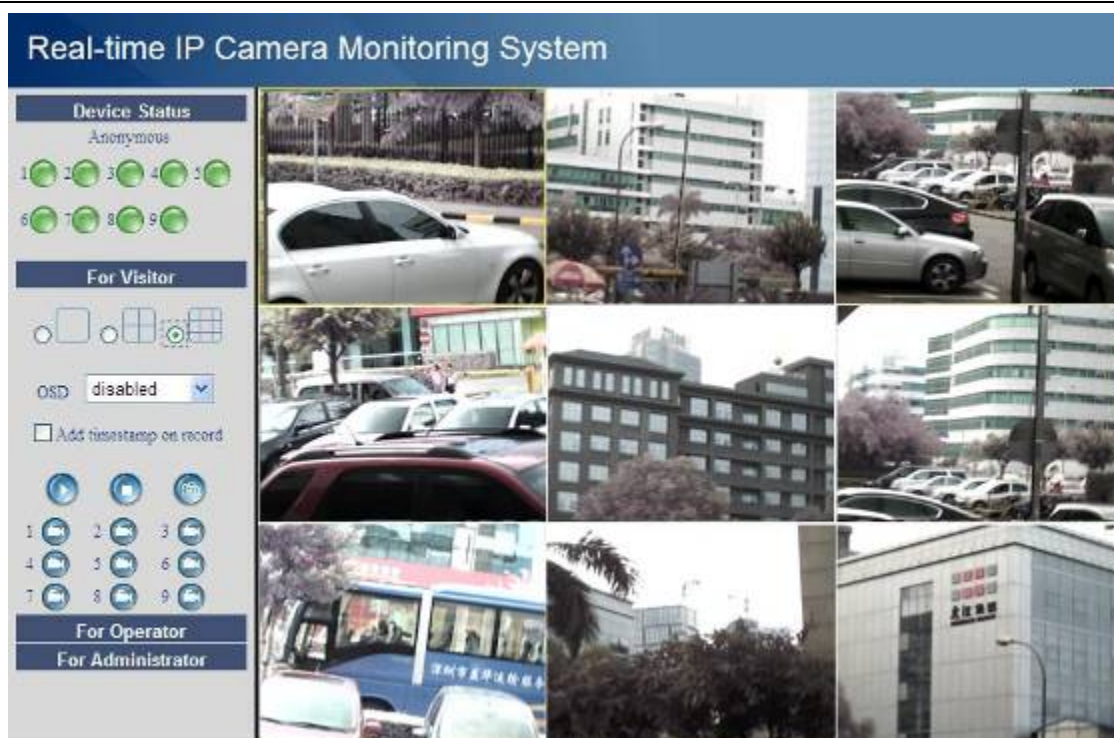 Real-time IP Camera Monitoring System
Device Status
Anonymous
1 2 3 4 5
6 7 8 9
For Visitor
OSD disabled
Add timestamp on record
1 2 3
4 5 6
7 8 9
For Operator
For Administrator